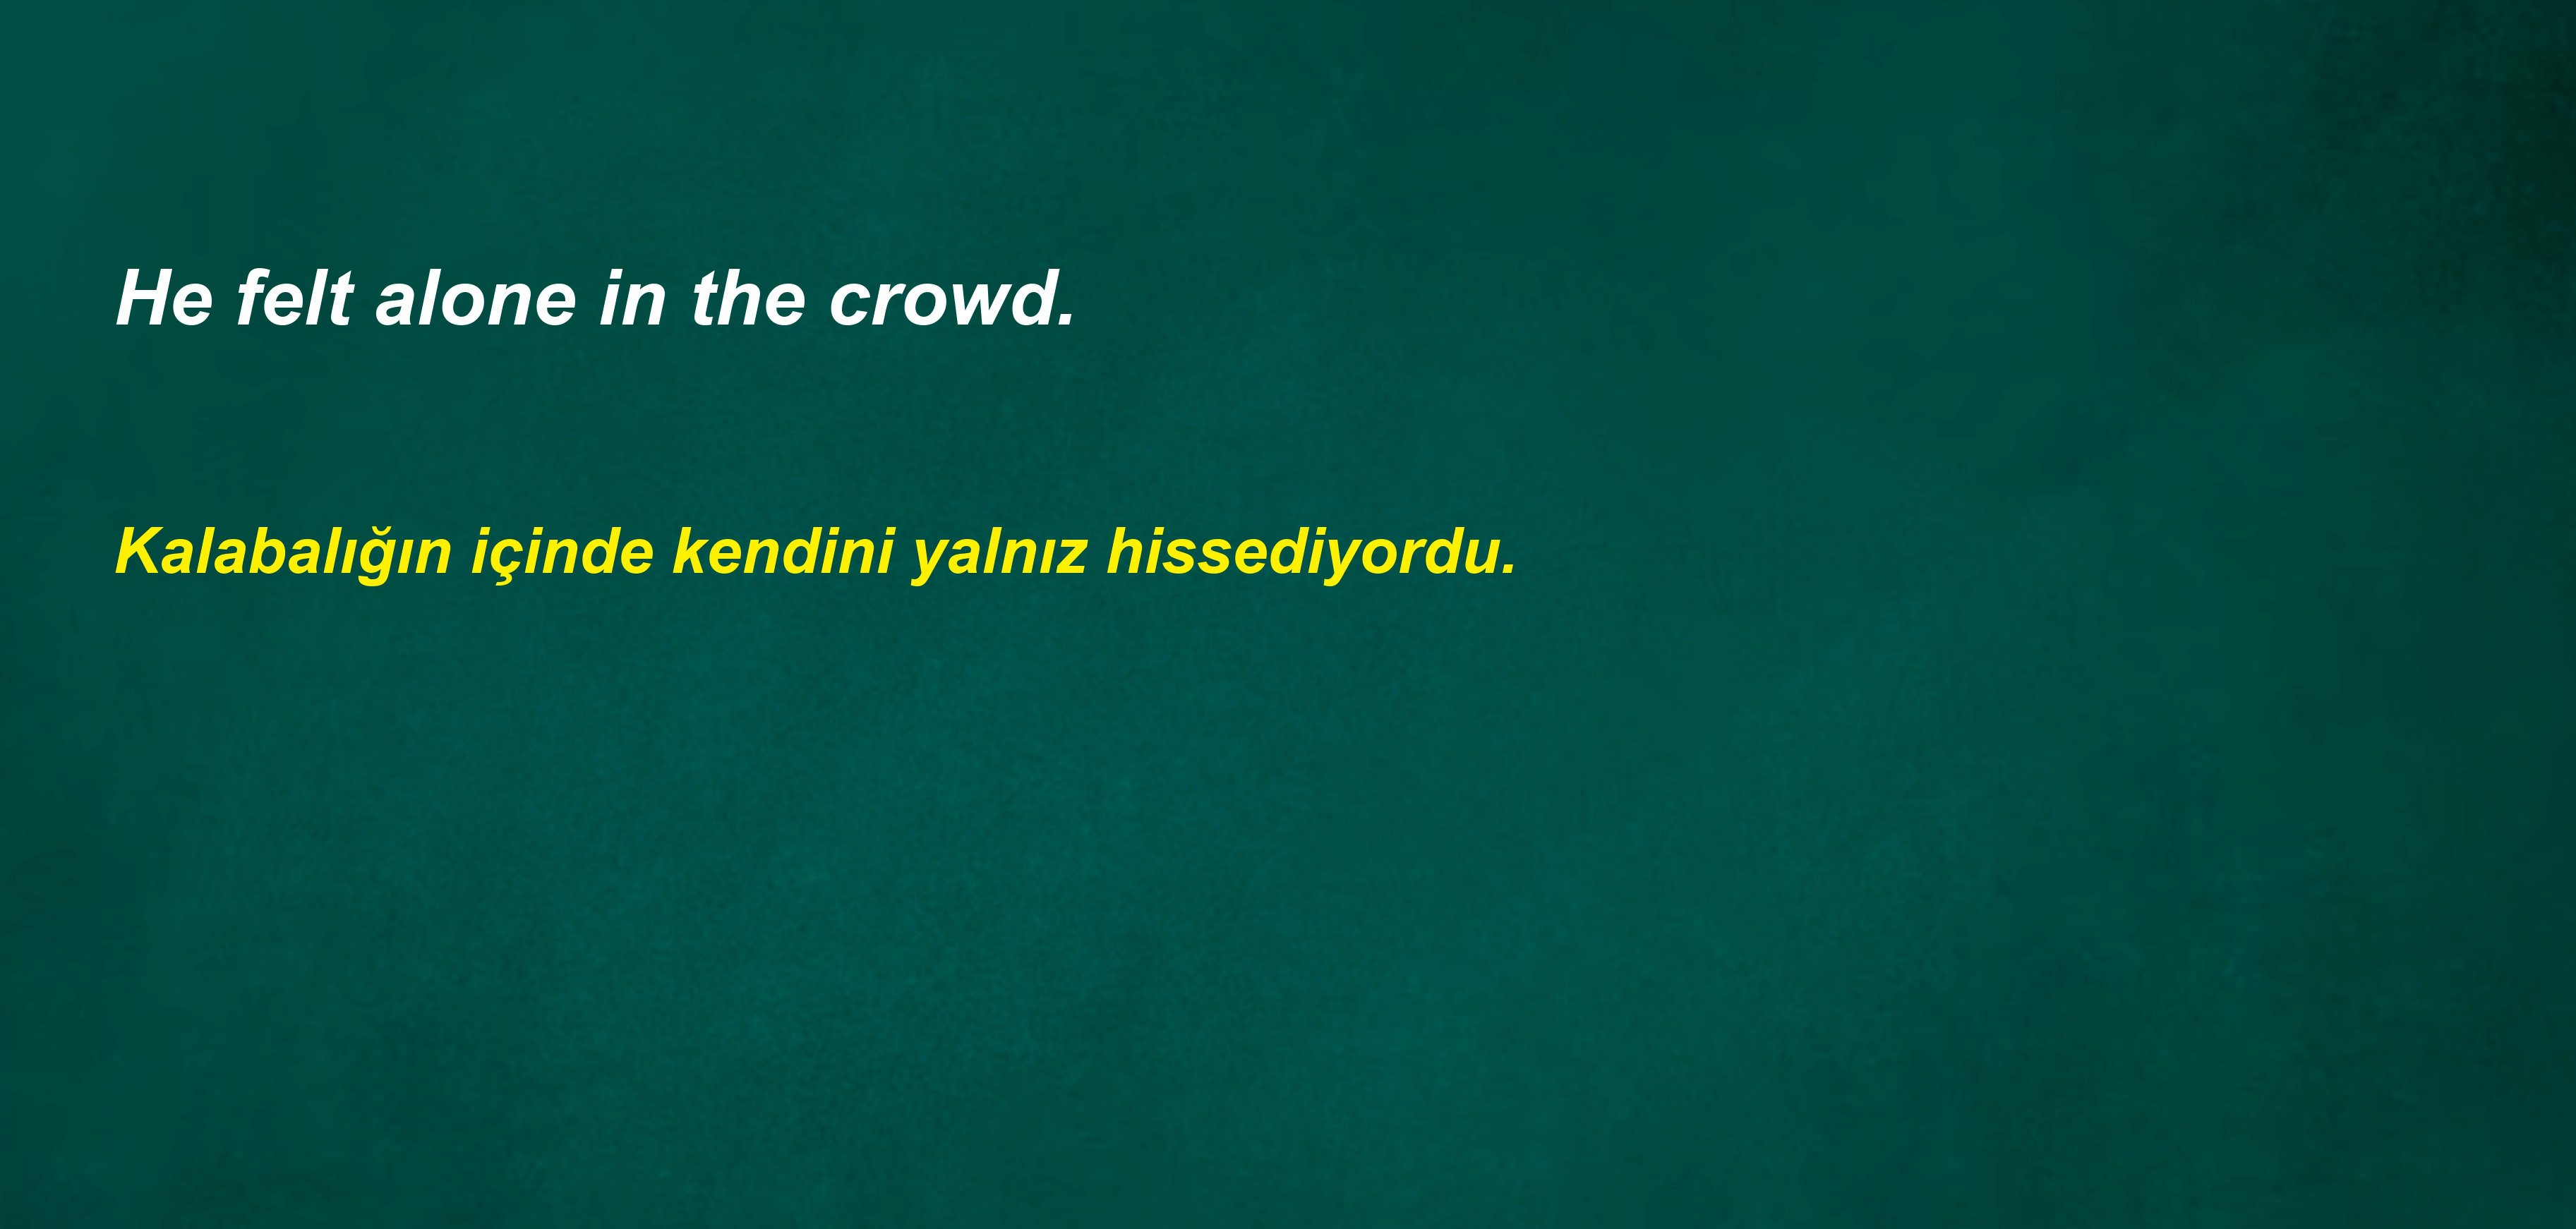 He felt alone in the crowd.
Kalabalığın içinde kendini yalnız hissediyordu.